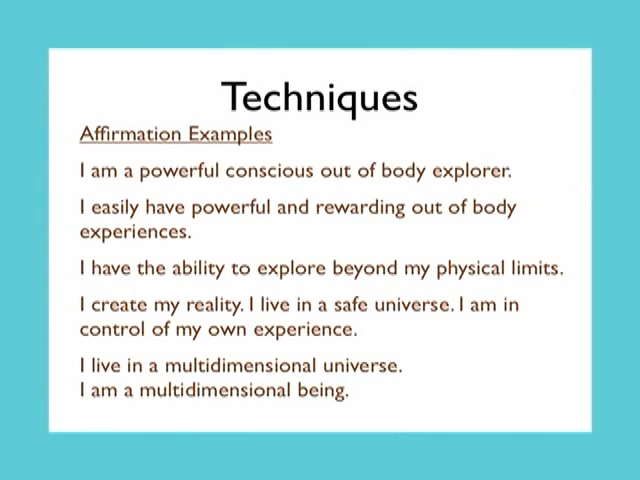 Techniques
Affirmation Examples
I am a powerful conscious out of body explorer.
I easily have powerful and rewarding out of body
experiences.
I have the ability to explore beyond my physical limits.
I create my reality. I live in a safe universe. I am in
control of my own experience.
I live in a multidimensional universe.
I am a multidimensional being.